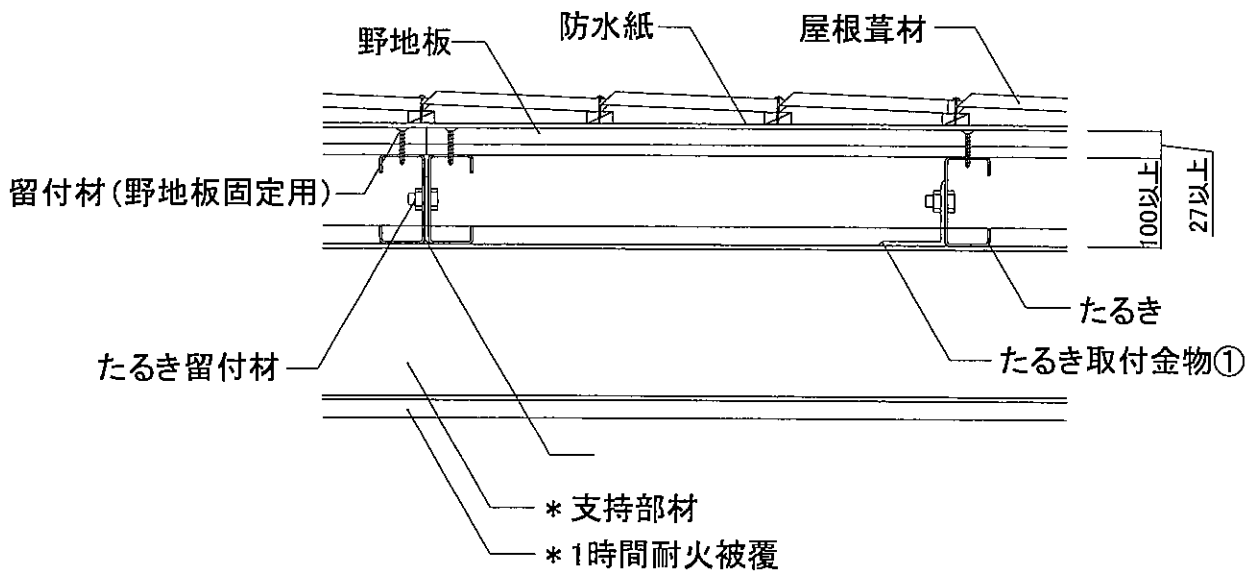 野地板
防水紙
屋根葺材
留付材(野地板固定用)
100以上
27以上
たるき
たるき留付材
たるき取付金物①
*支持部材
*1時間耐火被覆